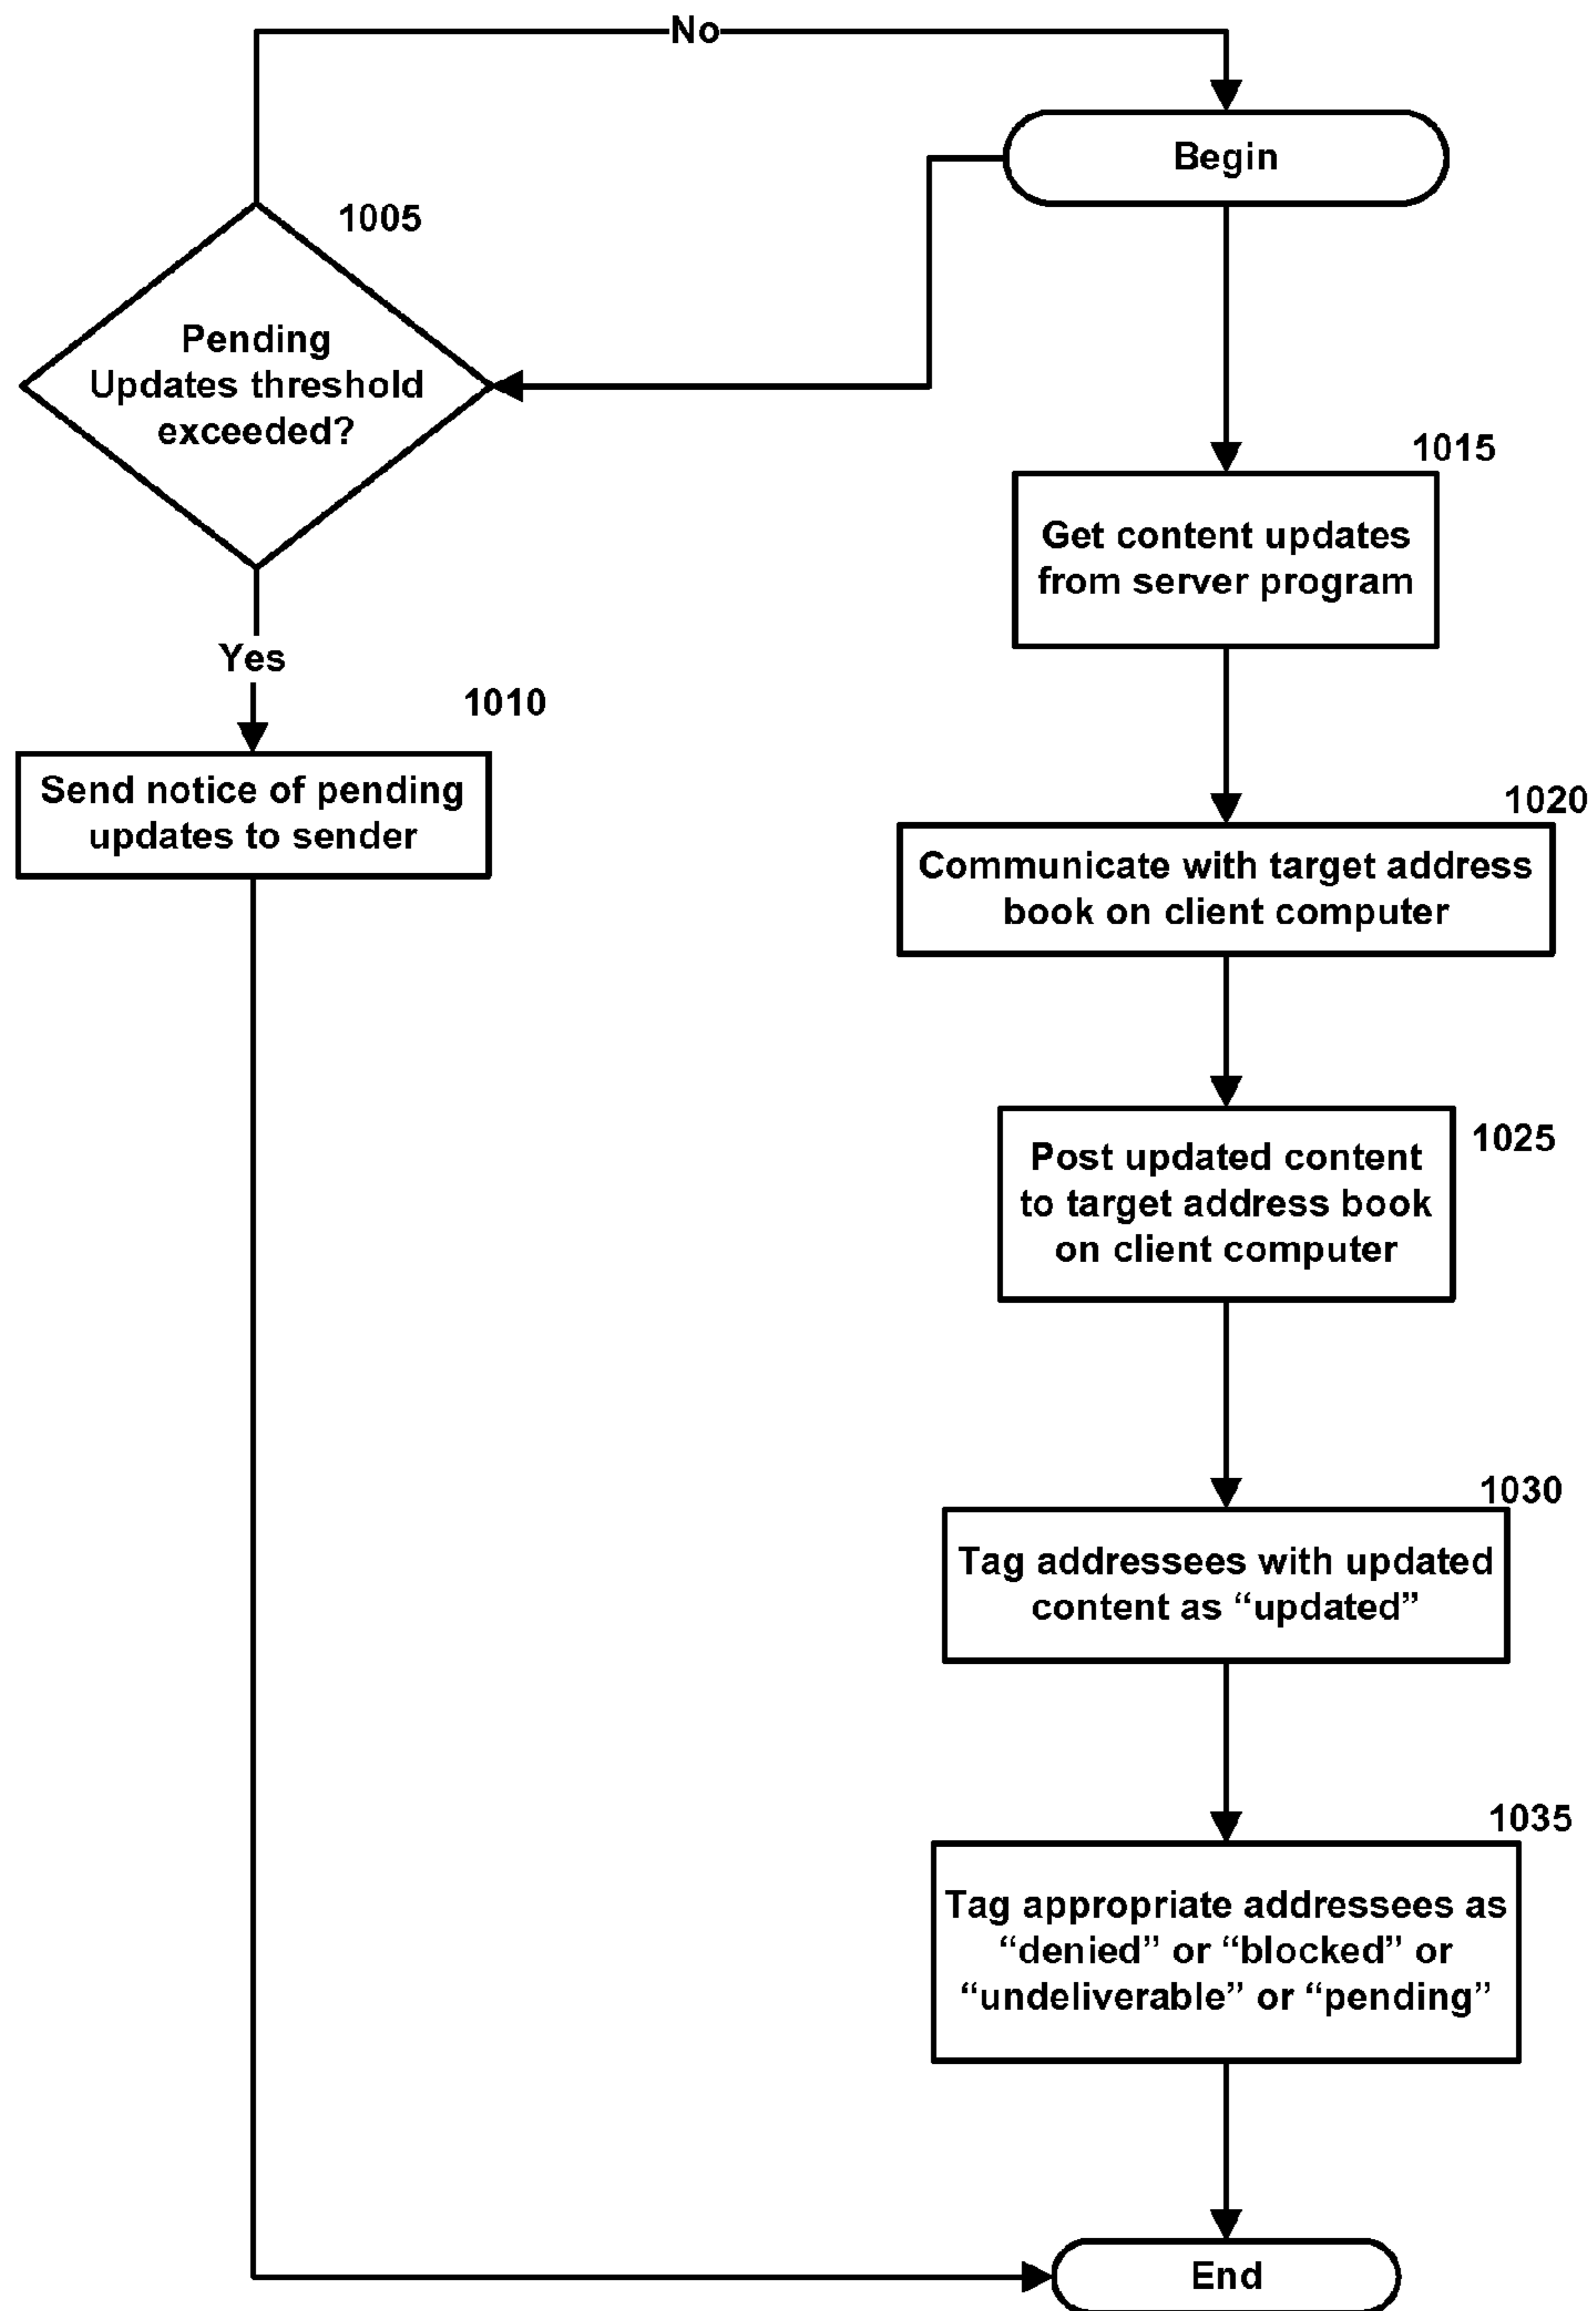 No
Begin
1005
Pending
Updates threshold
exceeded?
1015
Get content updates
from server program
Yes
1010
Send notice of pending
updates to sender
1020
Communicate with target address
book on client computer
1025
Post updated content
to target address book
on client computer
1030
Tag addressees with updated
content as “updated”
1035
Tag appropriate addressees as
“denied” or “blocked” or
“undeliverable” or “pending”
End